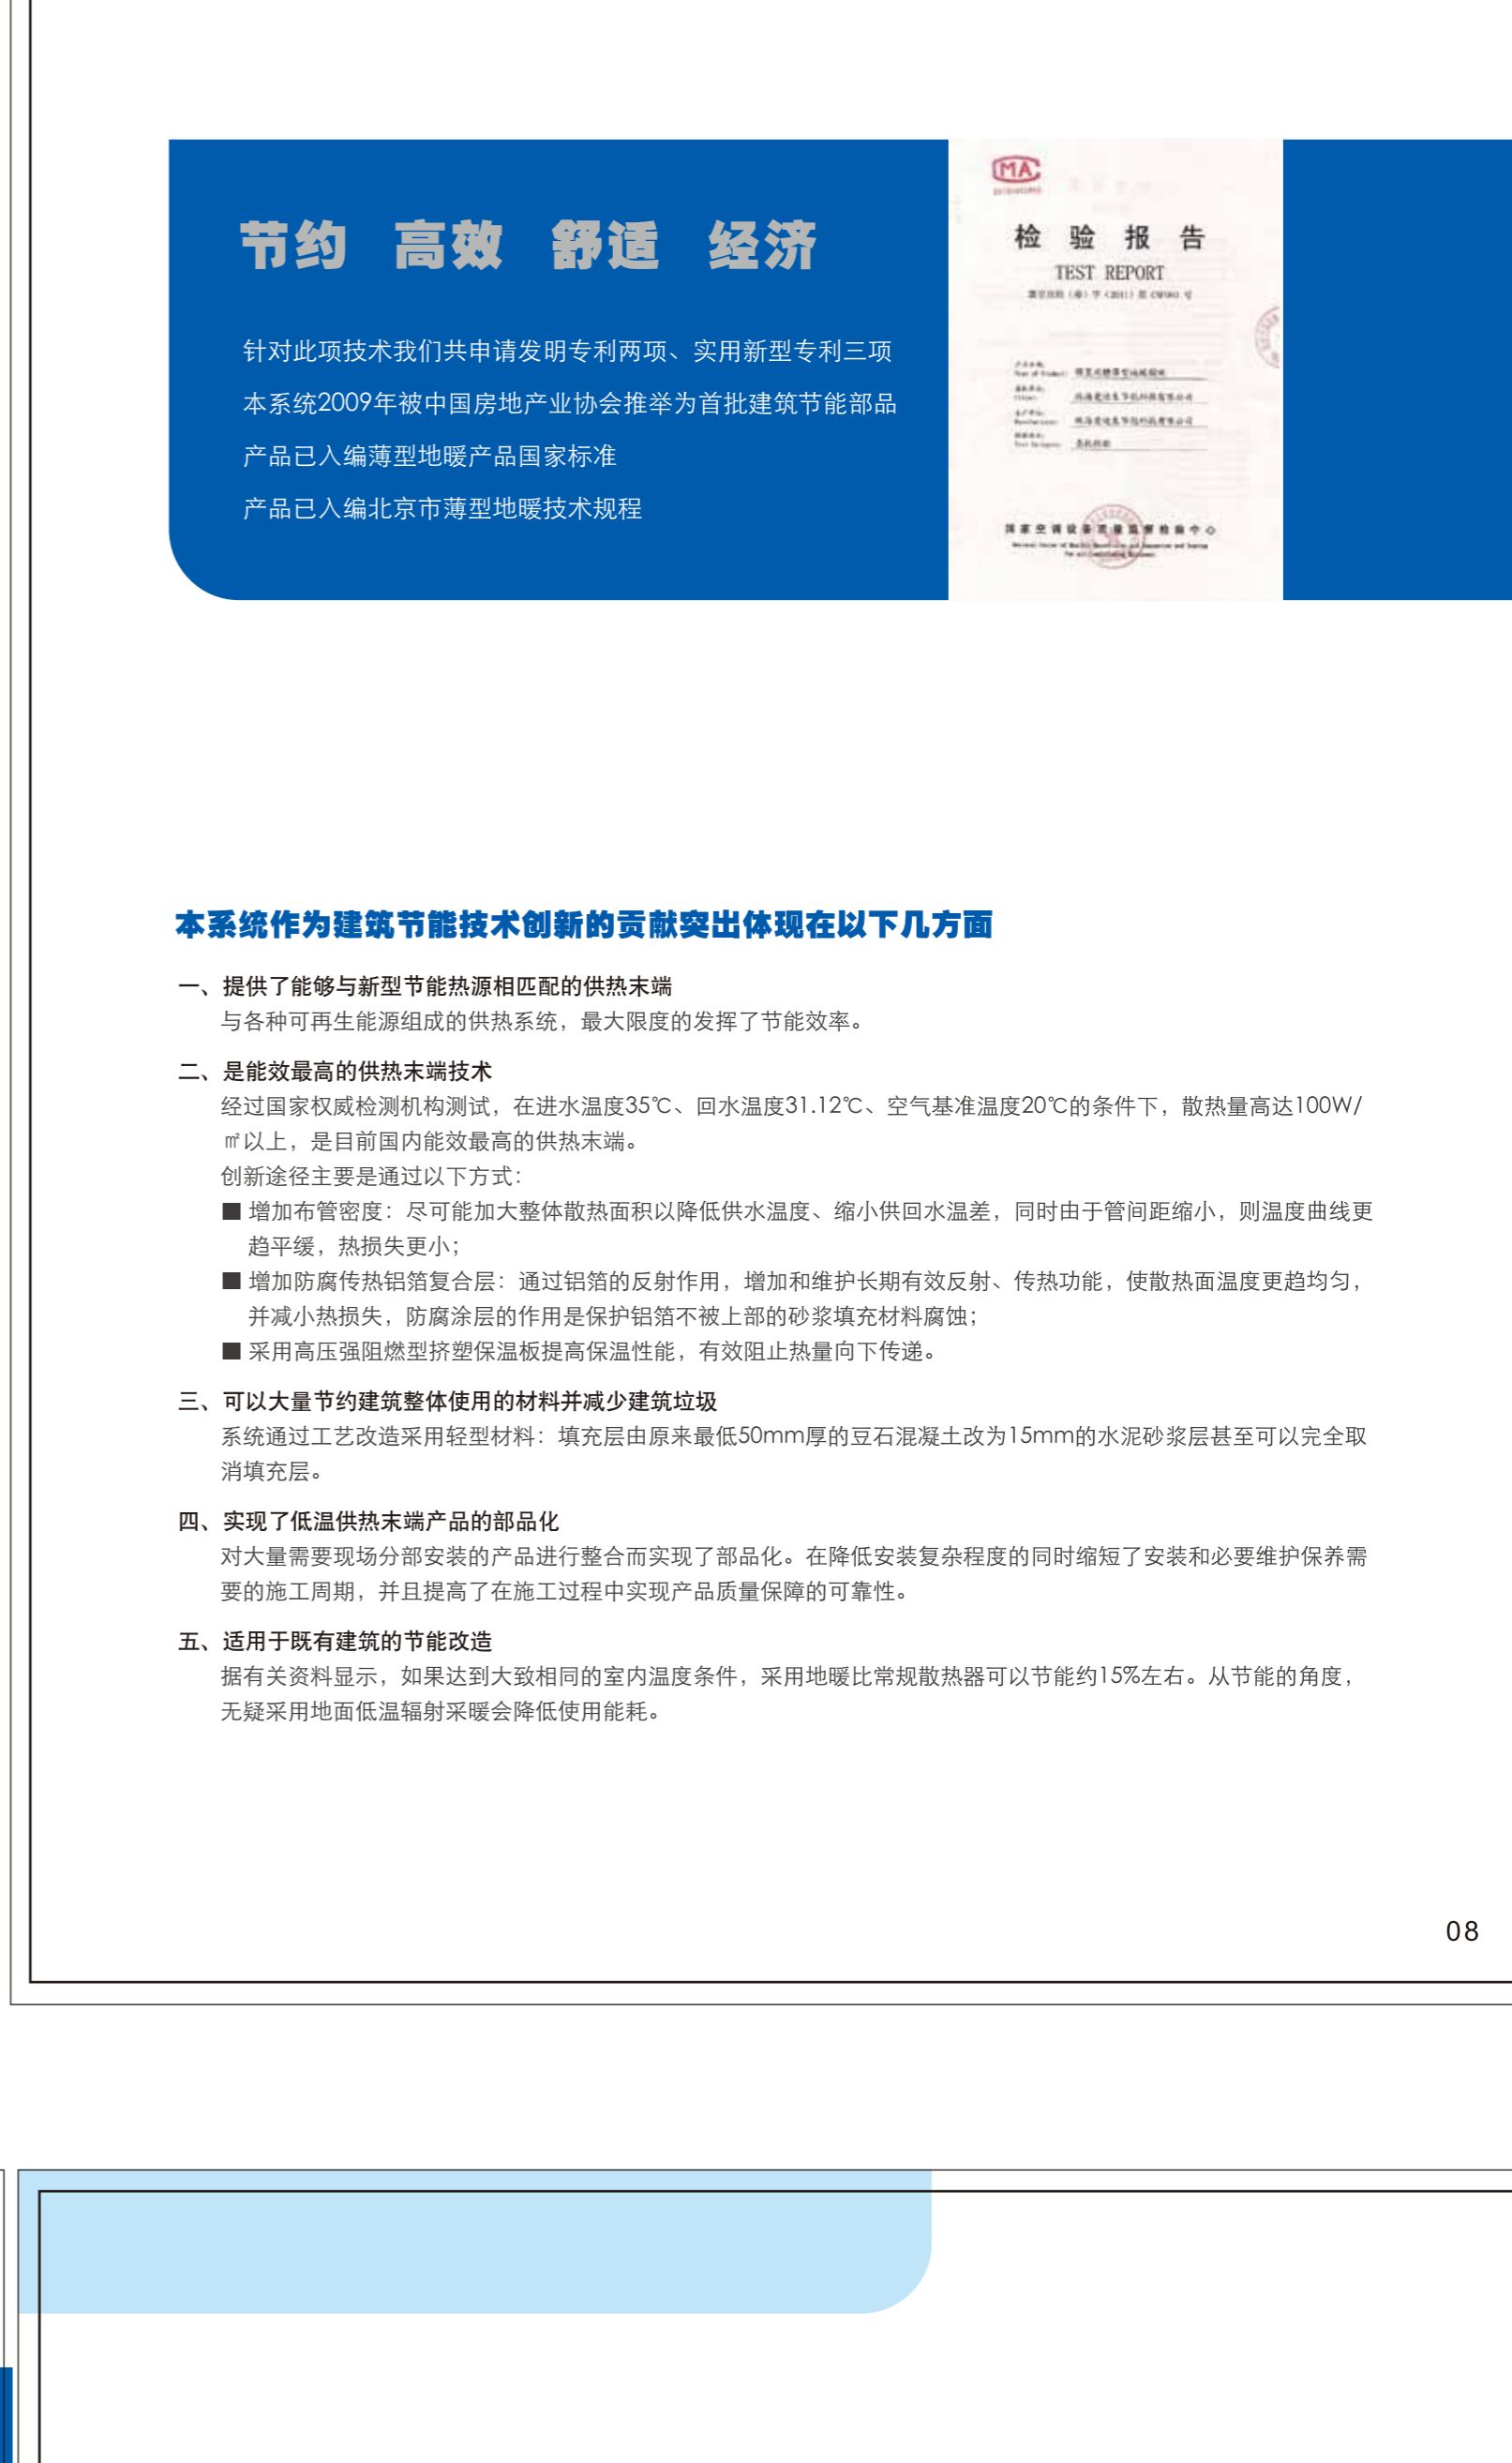 节约 高效 舒适 经济
针对此项技术我们共申请发明专利两项、实用新型专利三项
本系统2009年被中国房地产业协会推举为首批建筑节能部品
产品已入编薄型地暖产品国家标准
产品已入编北京市薄型地暖技术规程
MA
检 验 报 告
TEST REPORT
国家空调设备质量监督检验中心
本系统作为建筑节能技术创新的贡献突出体现在以下几方面
一、提供了能够与新型节能热源相匹配的供热末端
与各种可再生能源组成的供热系统，最大限度的发挥了节能效率。
二、是能效最高的供热末端技术
经过国家权威检测机构测试，在进水温度35℃、回水温度31.12℃、空气基准温度20℃的条件下，散热量高达100W/
㎡以上，是目前国内能效最高的供热末端。
创新途径主要是通过以下方式：
■ 增加布管密度：尽可能加大整体散热面积以降低供水温度、缩小供回水温差，同时由于管间距缩小，则温度曲线更
趋平缓，热损失更小；
■ 增加防腐传热铝箔复合层：通过铝箔的反射作用，增加和维护长期有效反射、传热功能，使散热面温度更趋均匀，
并减小热损失，防腐涂层的作用是保护铝箔不被上部的砂浆填充材料腐蚀；
■ 采用高压强阻燃型挤塑保温板提高保温性能，有效阻止热量向下传递。
三、可以大量节约建筑整体使用的材料并减少建筑垃圾
系统通过工艺改造采用轻型材料：填充层由原来最低50mm厚的豆石混凝土改为15mm的水泥砂浆层甚至可以完全取
消填充层。
四、实现了低温供热末端产品的部品化
对大量需要现场分部安装的产品进行整合而实现了部品化。在降低安装复杂程度的同时缩短了安装和必要维护保养需
要的施工周期，并且提高了在施工过程中实现产品质量保障的可靠性。
五、适用于既有建筑的节能改造
据有关资料显示，如果达到大致相同的室内温度条件，采用地暖比常规散热器可以节能约15%左右。从节能的角度，
无疑采用地面低温辐射采暖会降低使用能耗。
08